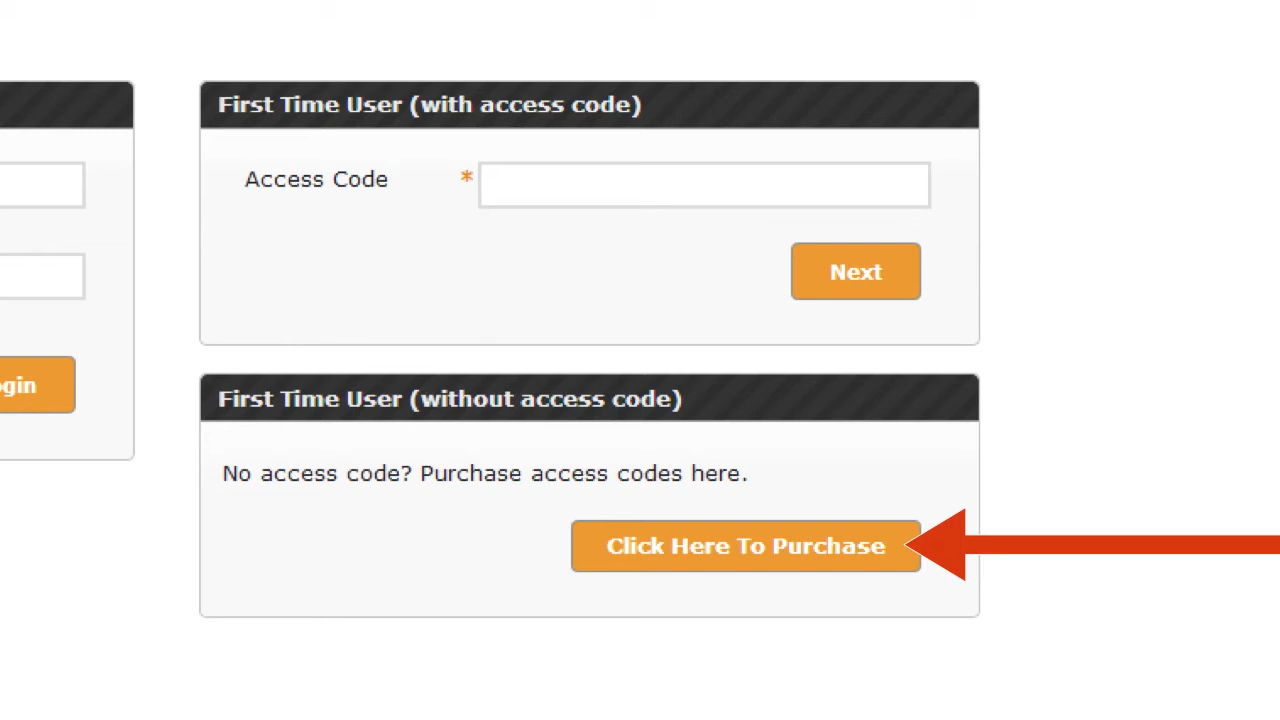 First Time User (with access code)
Access Code *
Next
First Time User (without access code)
No access code? Purchase access codes here.
Click Here To Purchase